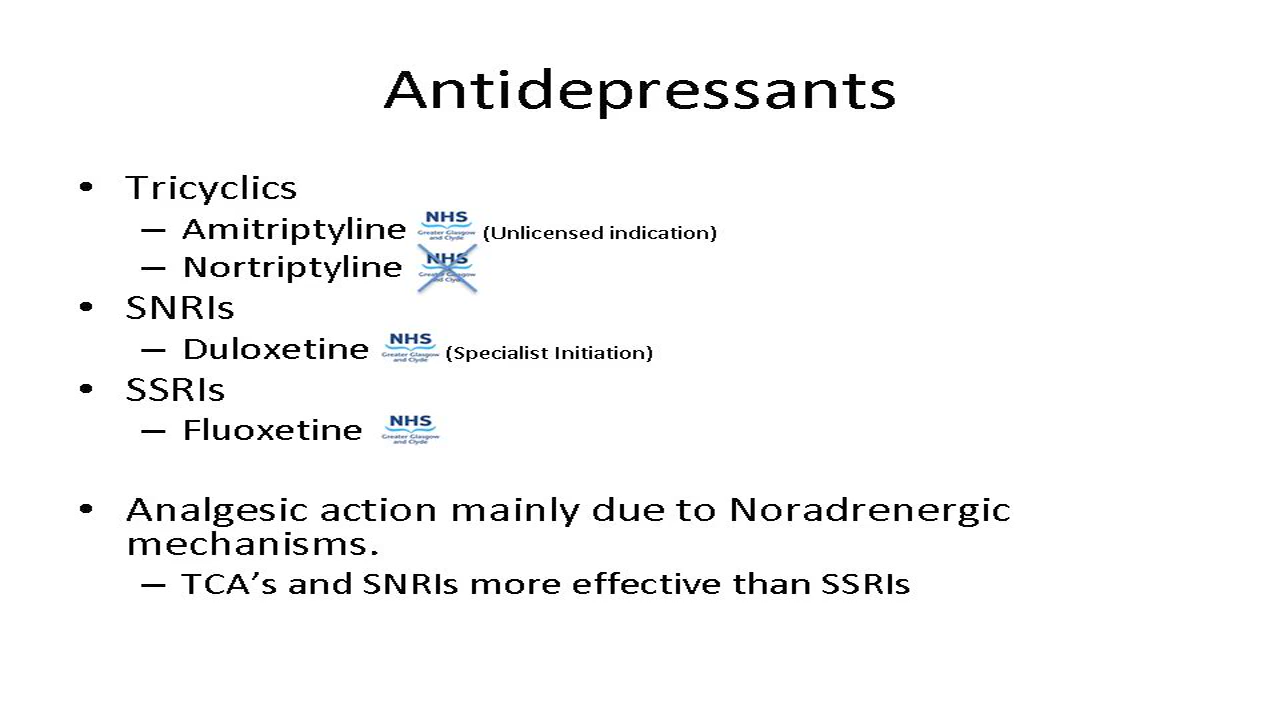 Antidepressants
• Tricyclics
– Amitriptyline NHS Greater Glasgow and Clyde (Unlicensed indication)
– Nortriptyline NHS Greater Glasgow and Clyde
• SNRIs
– Duloxetine NHS Greater Glasgow and Clyde (Specialist Initiation)
• SSRIs
– Fluoxetine NHS Greater Glasgow and Clyde
• Analgesic action mainly due to Noradrenergic
mechanisms.
– TCA’s and SNRIs more effective than SSRIs